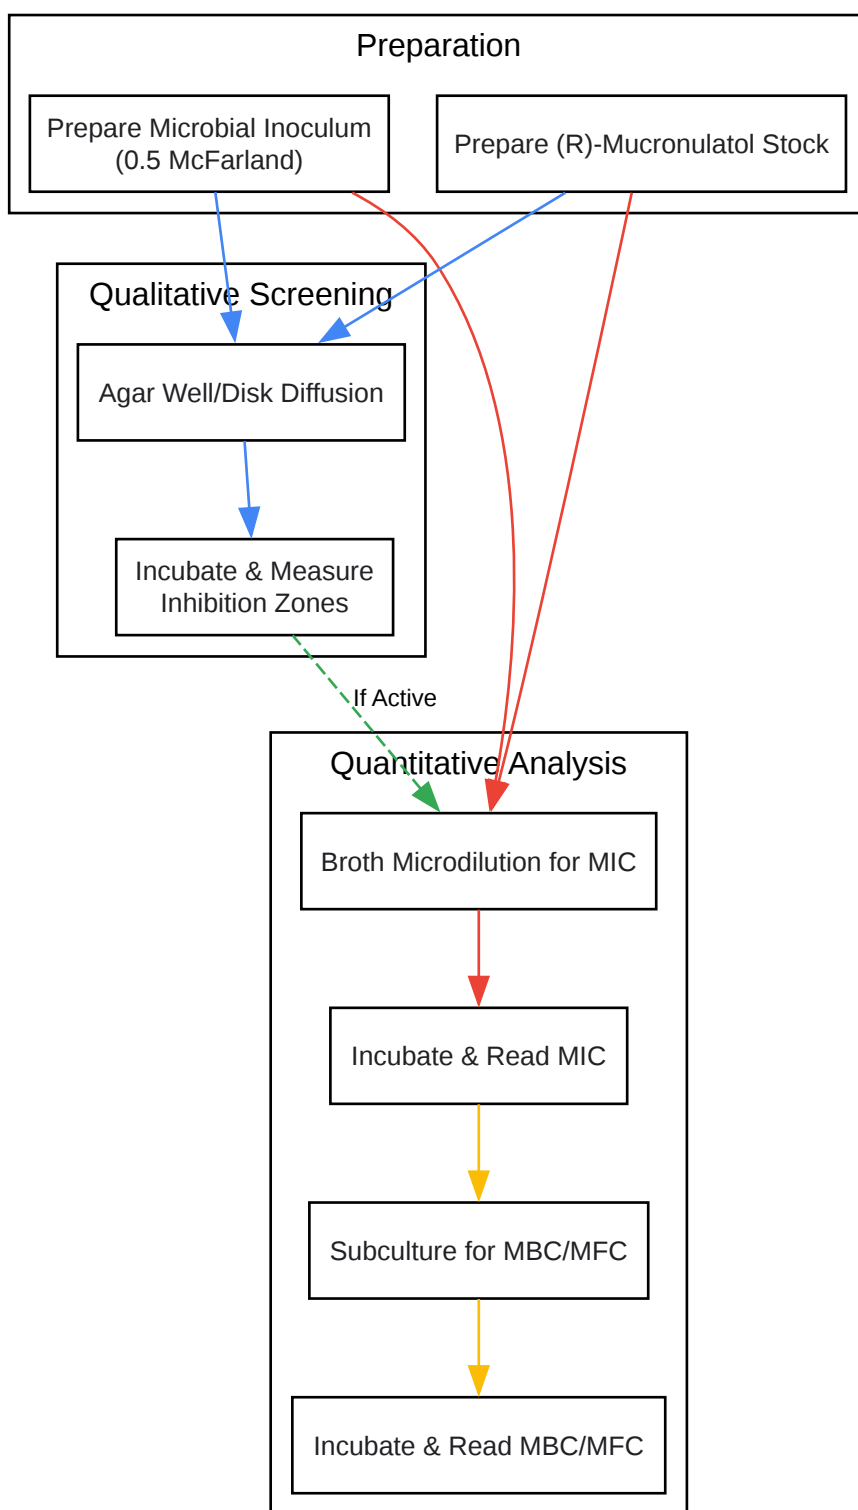 Preparation
Prepare Microbial Inoculum
(0.5 McFarland)
Prepare (R)-Mucronulatol Stock
Qualitative Screening
Agar Well/Disk Diffusion
Incubate & Measure
Inhibition Zones
If Active
Quantitative Analysis
Broth Microdilution for MIC
Incubate & Read MIC
Subculture for MBC/MFC
Incubate & Read MBC/MFC